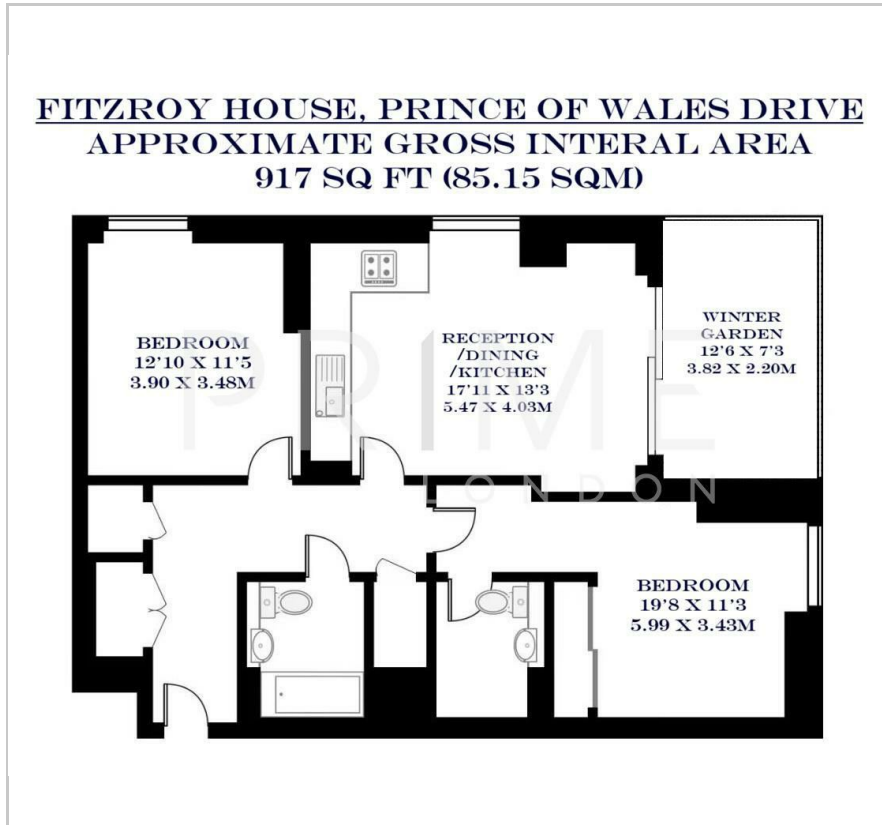 FITZROY HOUSE, PRINCE OF WALES DRIVE
APPROXIMATE GROSS INTERAL AREA
917 SQ FT (85.15 SQM)
BEDROOM
12'10 X 11'5
3.90 X 3.48M
RECEPTION
/DINING
/KITCHEN
17'11 X 13'3
5.47 X 4.03M
WINTER
GARDEN
12'6 X 7'3
3.82 X 2.20M
PRIME
LONDON
BEDROOM
19'8 X 11'3
5.99 X 3.43M